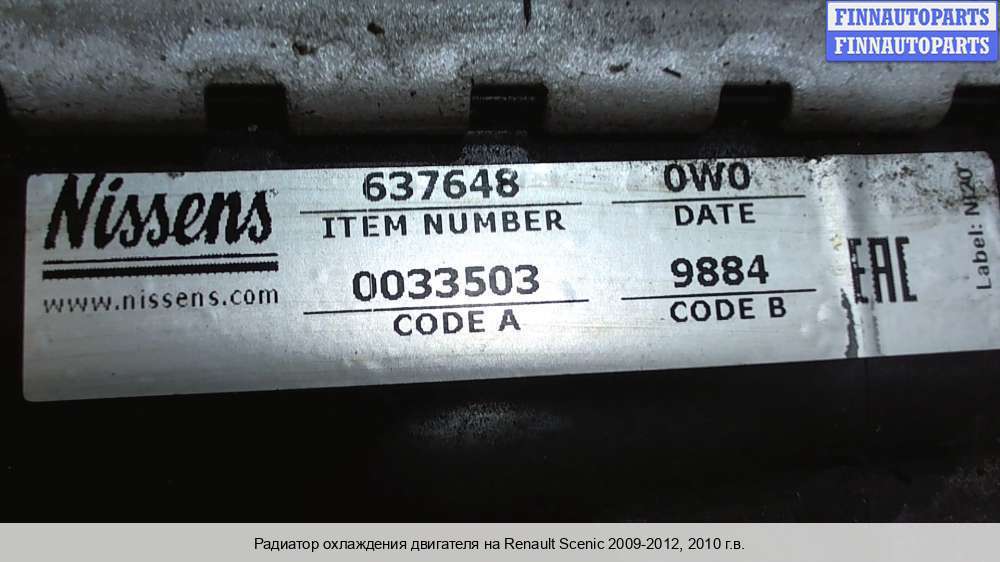 FINNAUTOPARTS
FINNAUTOPARTS
Nissens
www.nissens.com
637648
ITEM NUMBER
0W0
DATE
0033503
CODE A
9884
CODE B
EAC
Label: N120
Радиатор охлаждения двигателя на Renault Scenic 2009-2012, 2010 г.в.